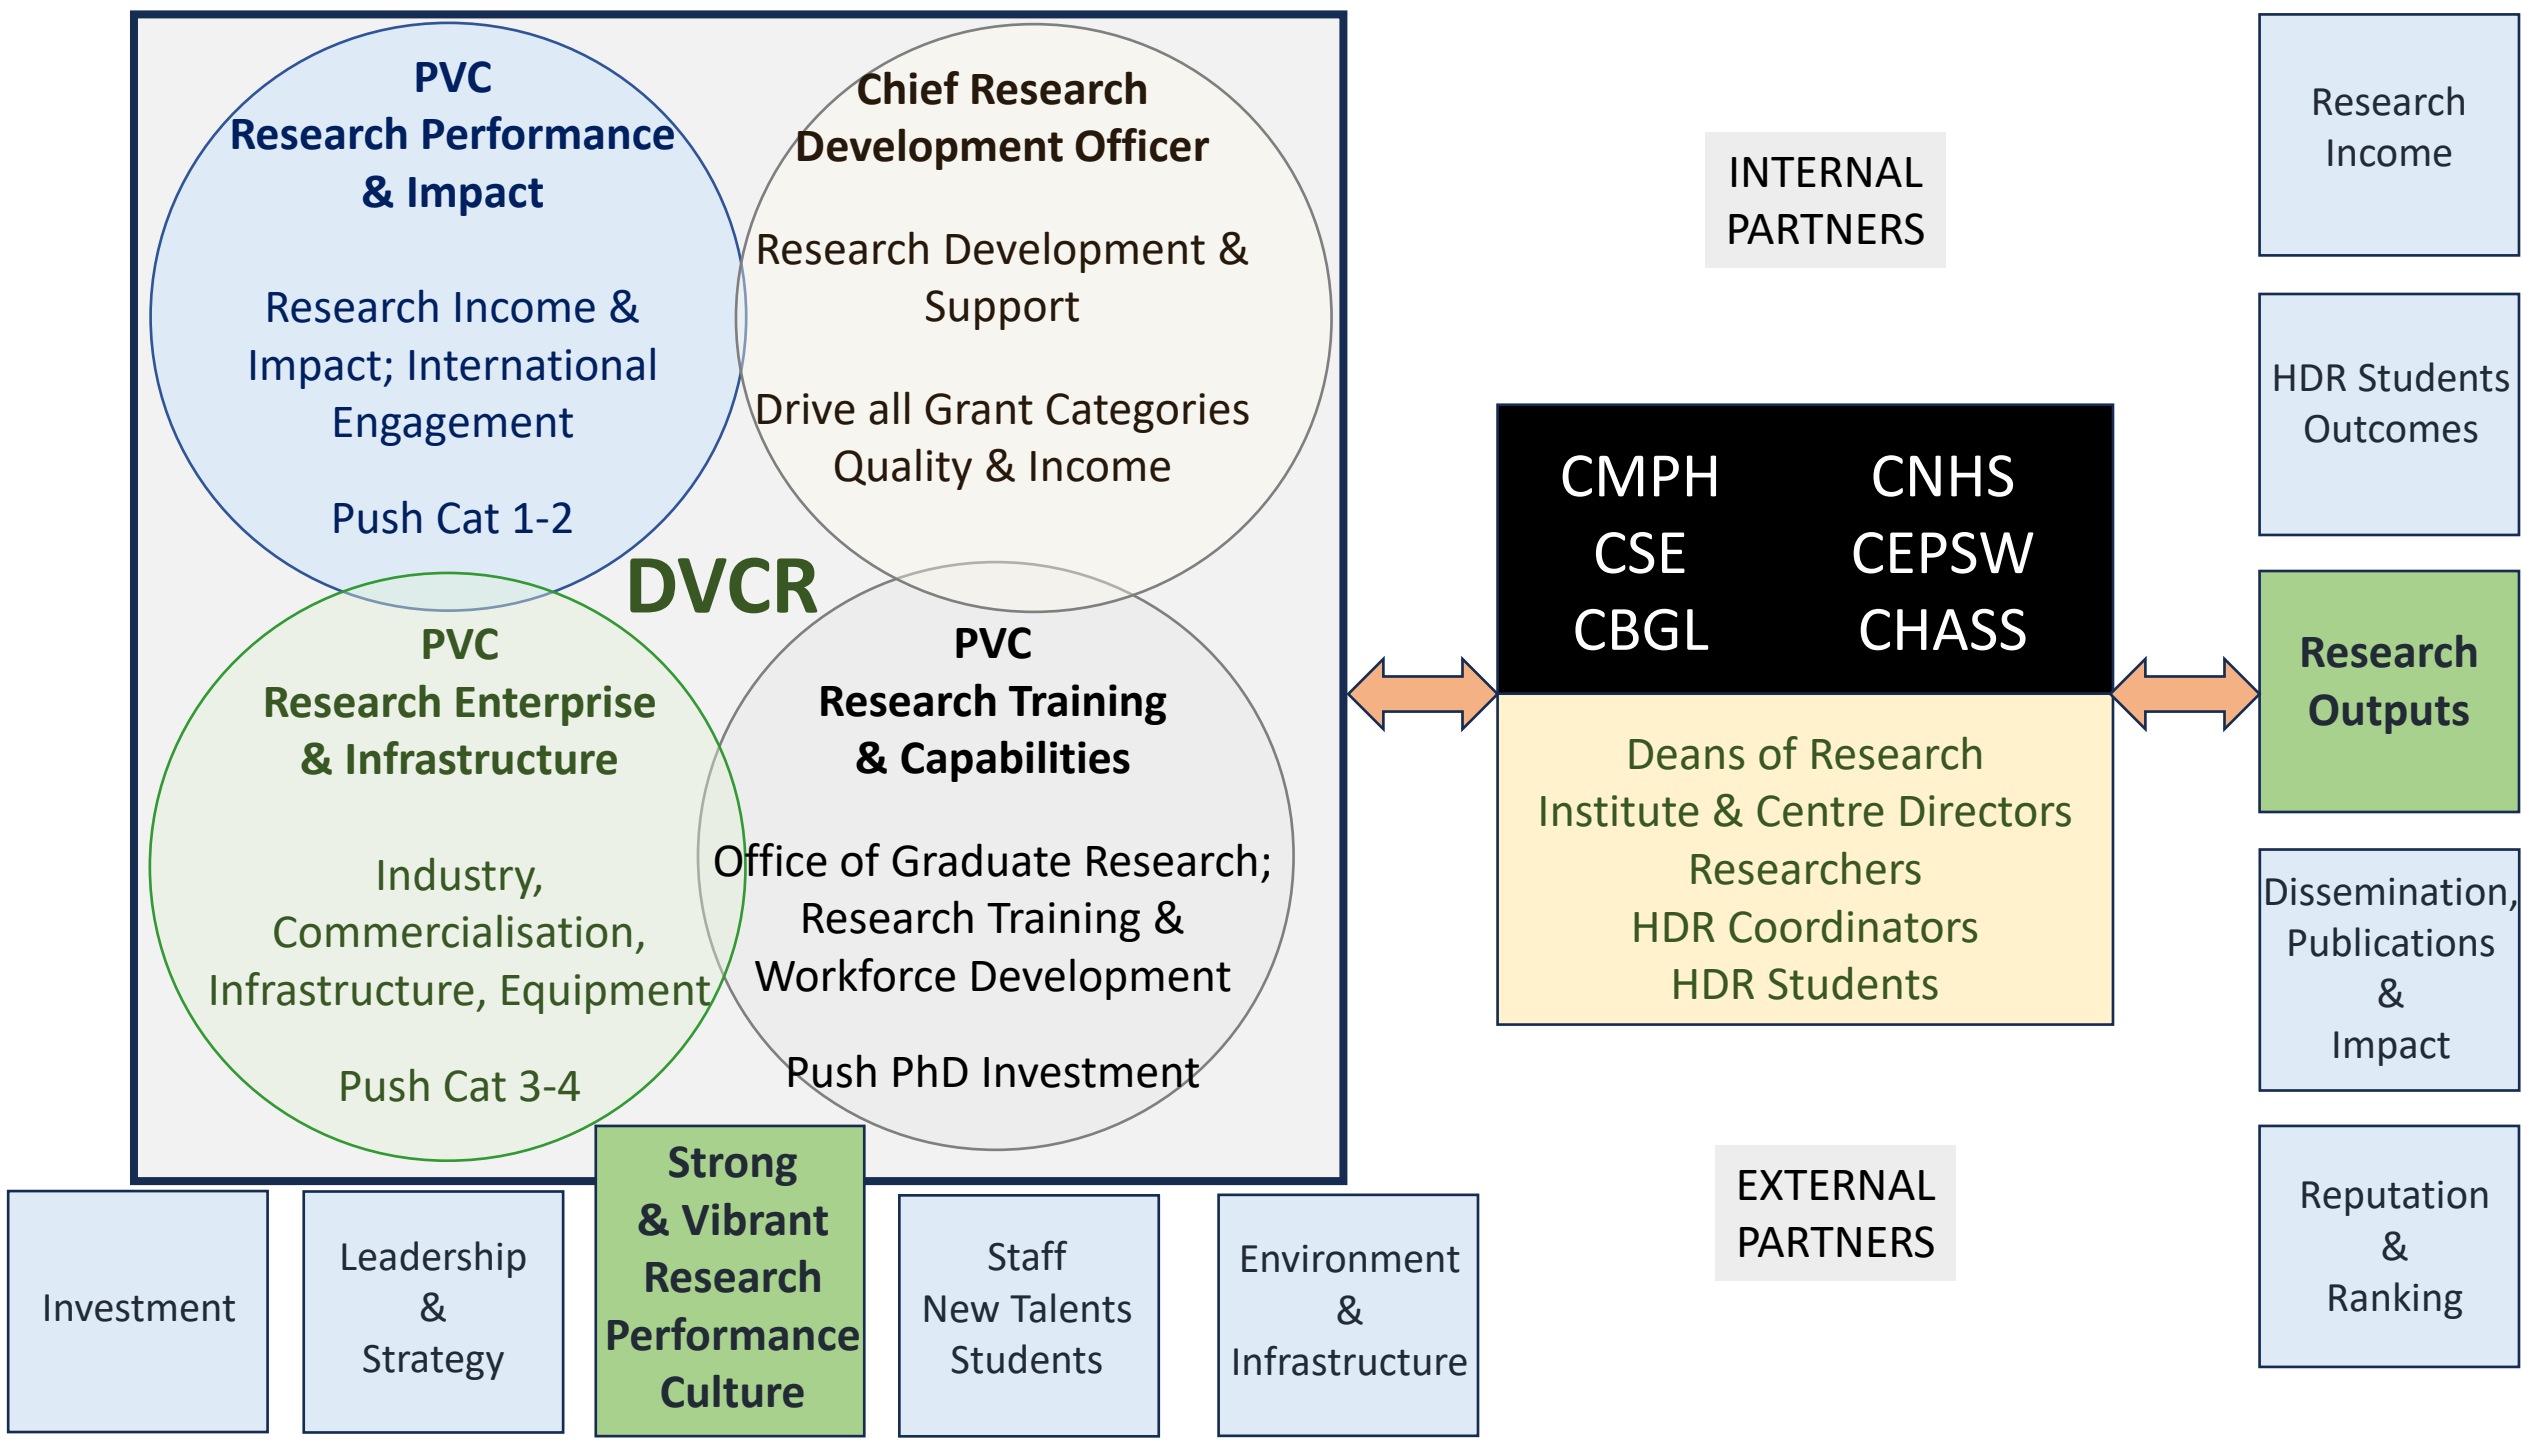 PVC
Research Performance
& Impact
Research Income &
Impact; International
Engagement
Push Cat 1-2
Chief Research
Development Officer
Research Development &
Support
Drive all Grant Categories
Quality & Income
DVCR
PVC
Research Enterprise
& Infrastructure
Industry,
Commercialisation,
Infrastructure, Equipment
Push Cat 3-4
PVC
Research Training
& Capabilities
Office of Graduate Research;
Research Training &
Workforce Development
Push PhD Investment
Investment
Leadership
&
Strategy
Strong
& Vibrant
Research
Performance
Culture
Staff
New Talents
Students
Environment
&
Infrastructure
INTERNAL
PARTNERS
CMPH CNHS
CSE CEPSW
CBGL CHASS
Deans of Research
Institute & Centre Directors
Researchers
HDR Coordinators
HDR Students
EXTERNAL
PARTNERS
Research
Income
HDR Students
Outcomes
Research
Outputs
Dissemination,
Publications
&
Impact
Reputation
&
Ranking